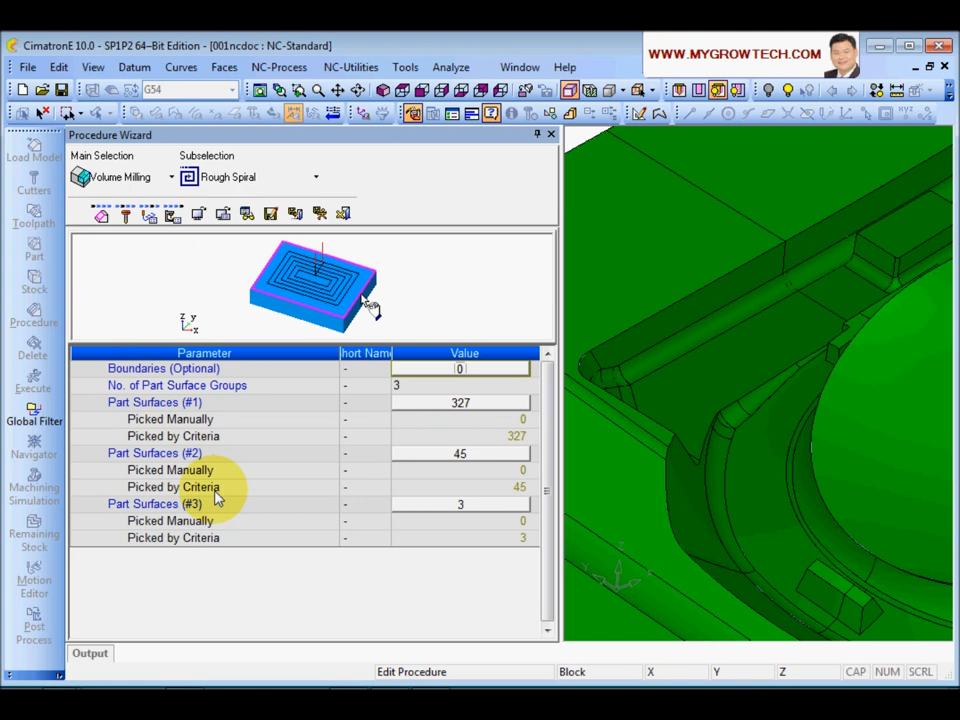 CimatronE 10.0 - SP1P2 64-Bit Edition - [001ncdoc : NC-Standard]
WWW.MYGROWTECH.COM
File Edit View Datum Curves Faces NC-Process NC-Utilities Tools Analyze Window Help
G54
Procedure Wizard
Load Model
Cutters
Toolpath
Part
Stock
Procedure
Delete
Execute
Global Filter
Navigator
Machining
Simulation
Remaining
Stock
Motion
Editor
Post
Process
Main Selection Subselection
Volume Milling Rough Spiral
Z Y
X
Parameter hort Name Value
Boundaries (Optional) - 0
No. of Part Surface Groups - 3
Part Surfaces (#1) - 327
Picked Manually - 0
Picked by Criteria - 327
Part Surfaces (#2) - 45
Picked Manually - 0
Picked by Criteria - 45
Part Surfaces (#3) - 3
Picked Manually - 0
Picked by Criteria - 3
Output
Edit Procedure Block X Y Z CAP NUM SCRL